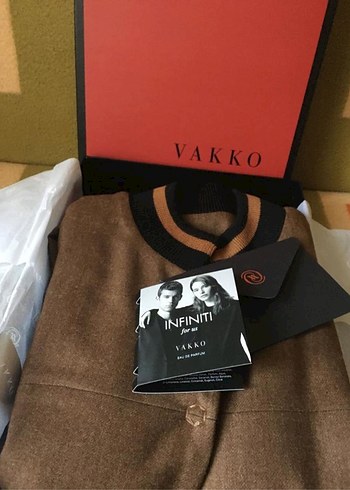 VAKKO
INFINITI
for us
VAKKO
EAU DE PARFUM